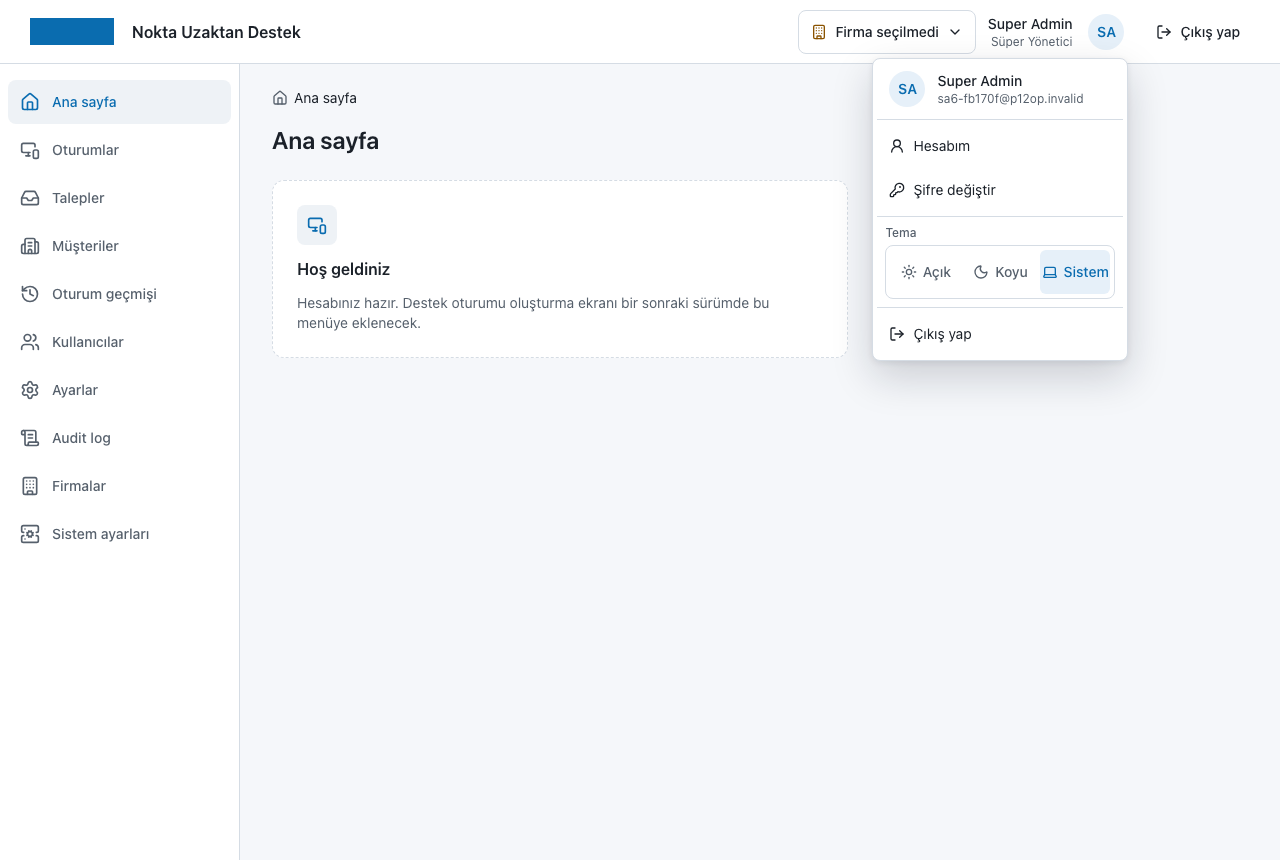 Nokta Uzaktan Destek
Firma seçilmedi
Super Admin
Süper Yönetici
SA
Çıkış yap
Ana sayfa
Oturumlar
Talepler
Müşteriler
Oturum geçmişi
Kullanıcılar
Ayarlar
Audit log
Firmalar
Sistem ayarları
Ana sayfa
Ana sayfa
Hoş geldiniz
Hesabınız hazır. Destek oturumu oluşturma ekranı bir sonraki sürümde bu
menüye eklenecek.
SA
Super Admin
sa6-fb170f@p12op.invalid
Hesabım
Şifre değiştir
Tema
Açık Koyu Sistem
Çıkış yap